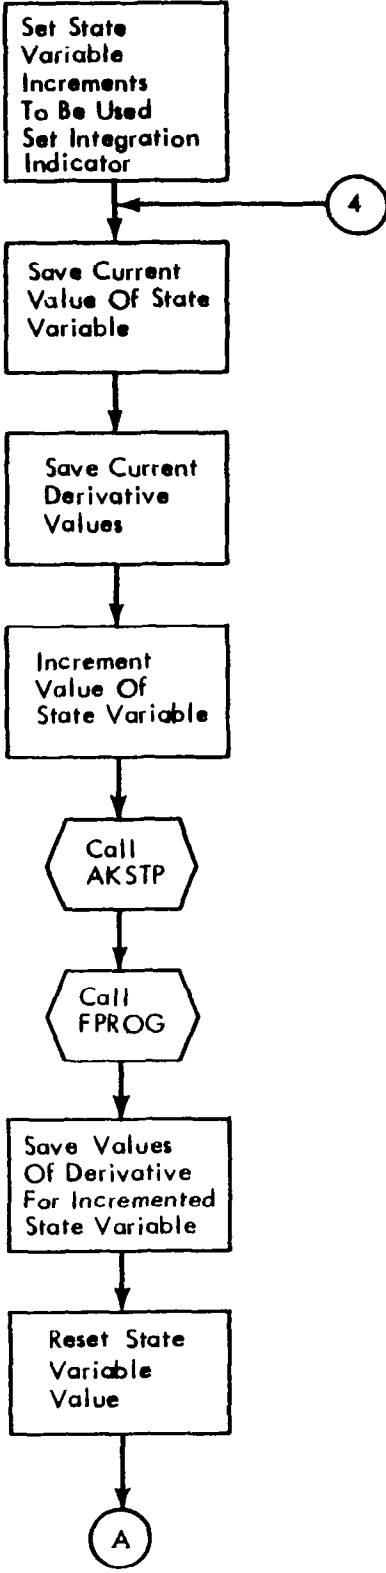 Set State
Variable
Increments
To Be Used
Set Integration
Indicator
4
Save Current
Value Of State
Variable
Save Current
Derivative
Values
Increment
Value Of
State Variable
Call
AKSTP
Call
FPROG
Save Values
Of Derivative
For Incremented
State Variable
Reset State
Variable
Value
A